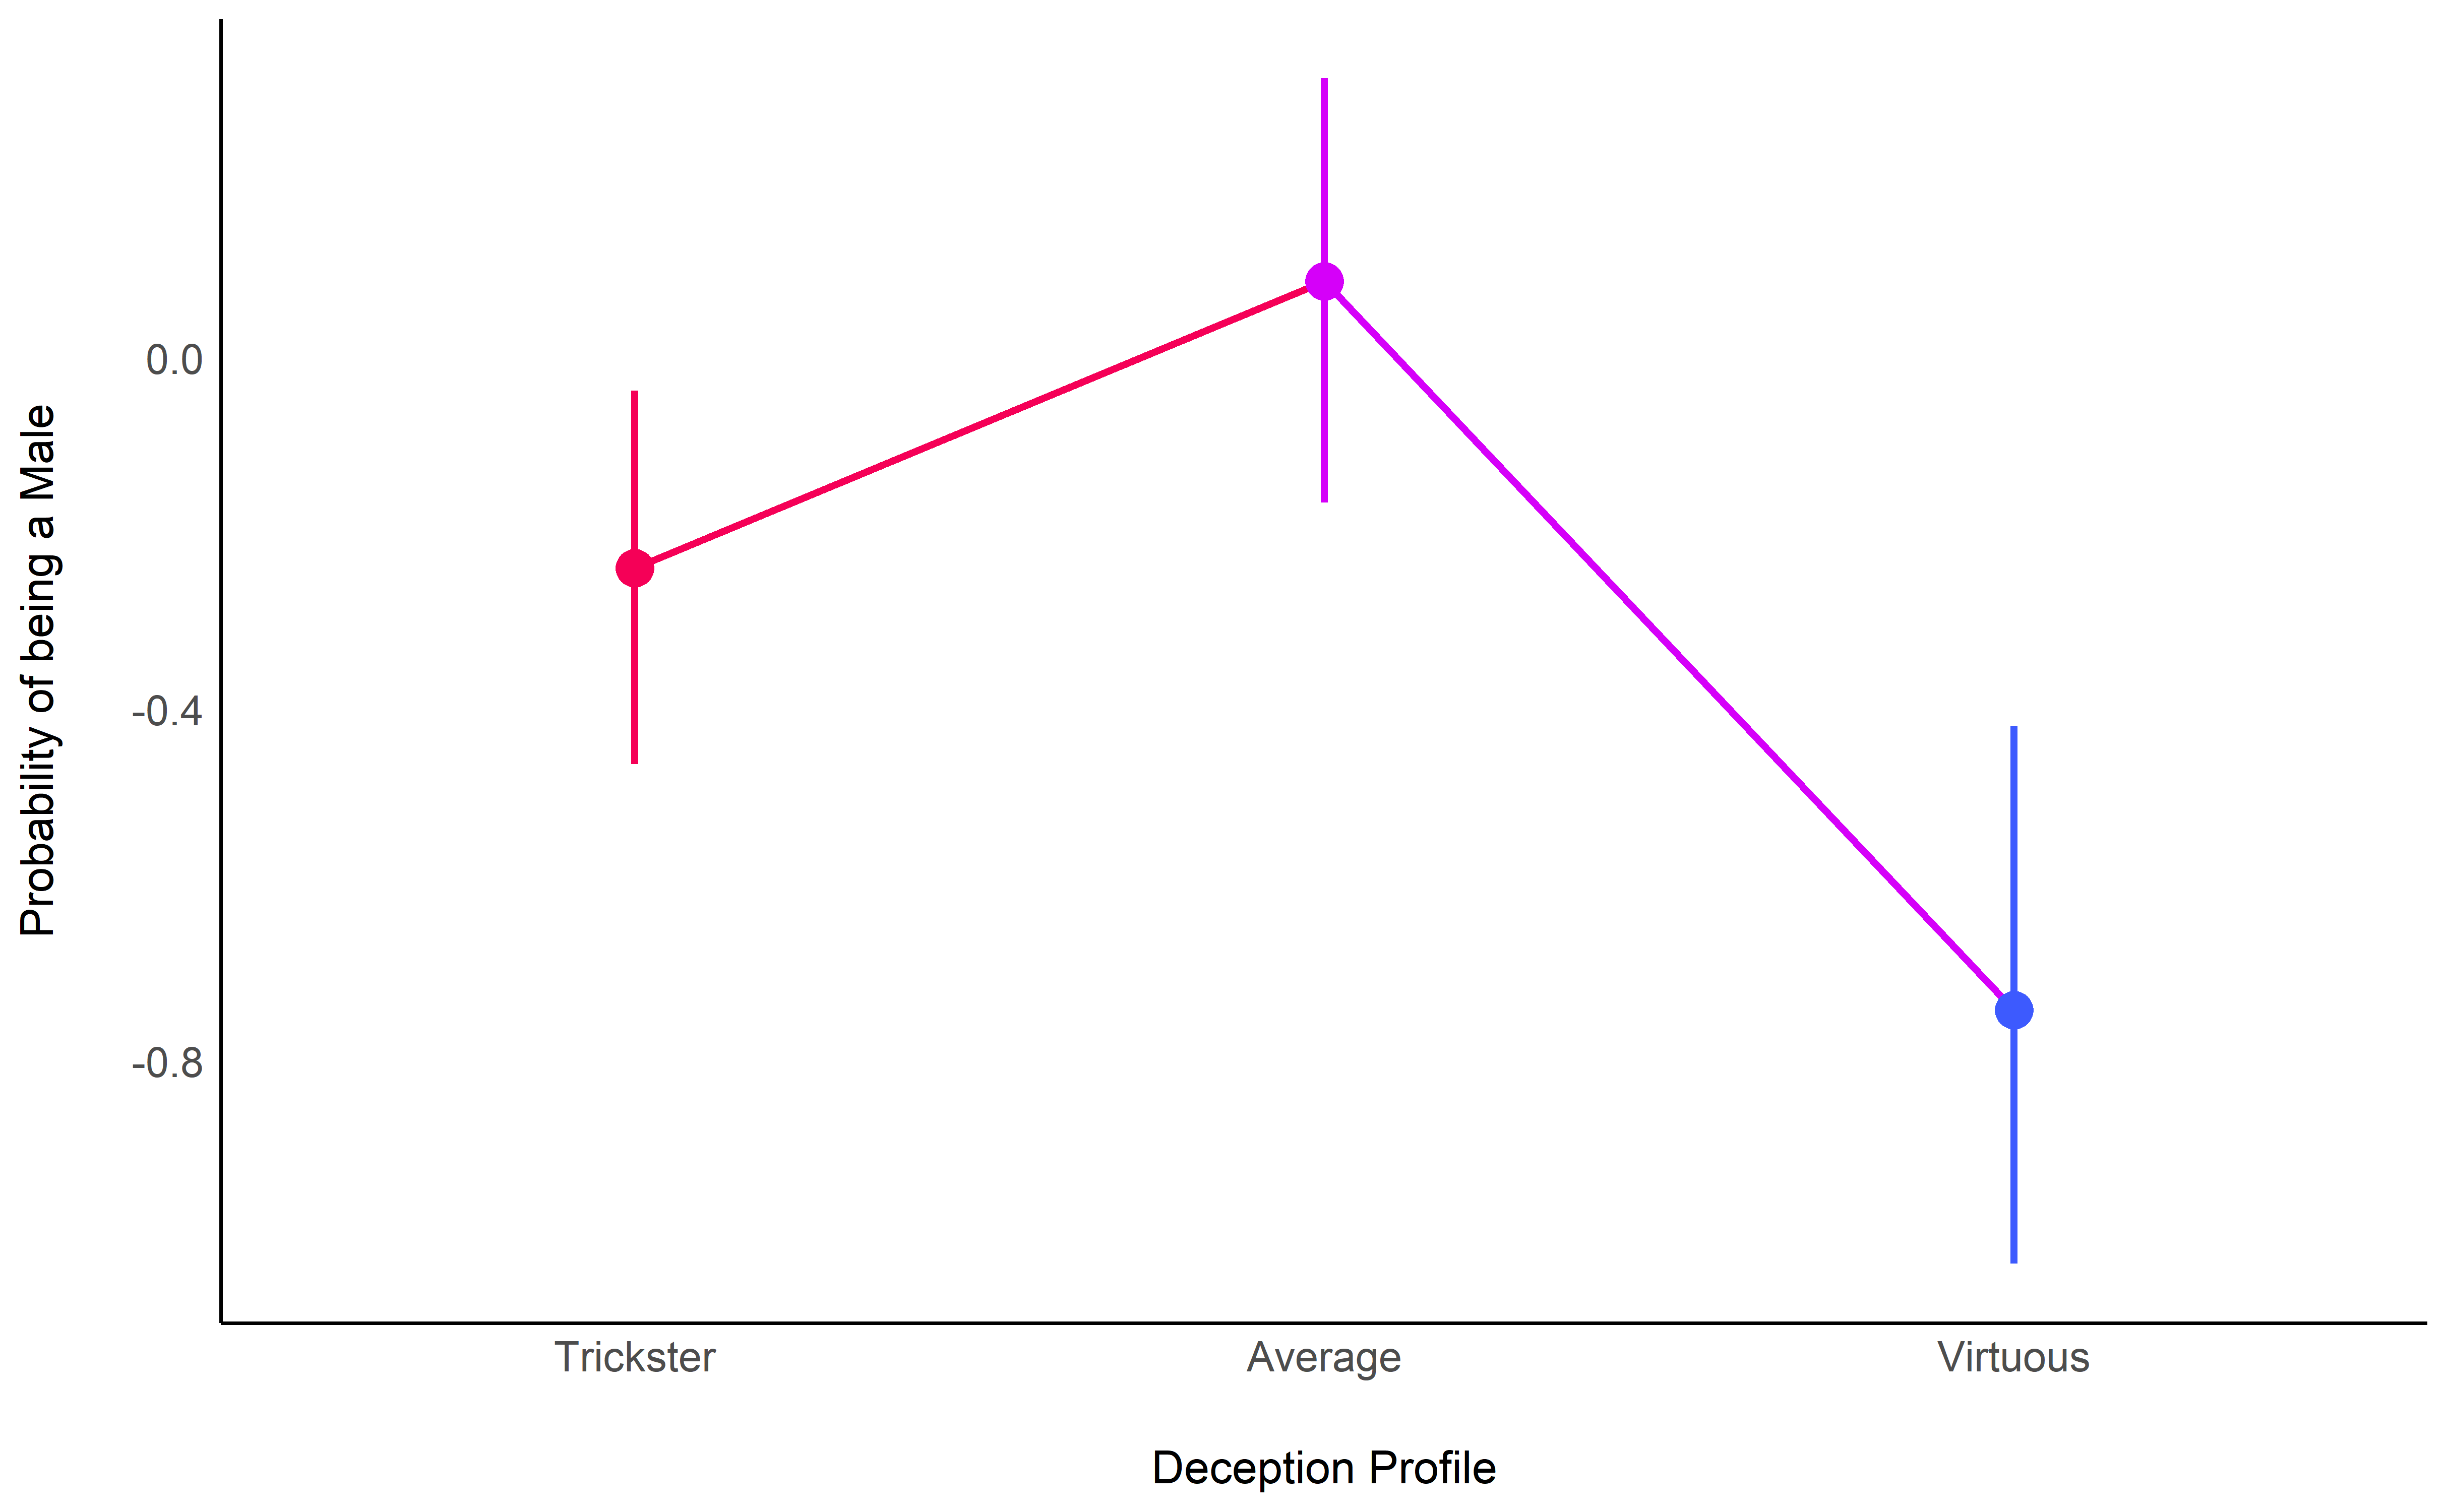 Probability of being a Male
0.0
-0.4
-0.8
Trickster
Average
Virtuous
Deception Profile